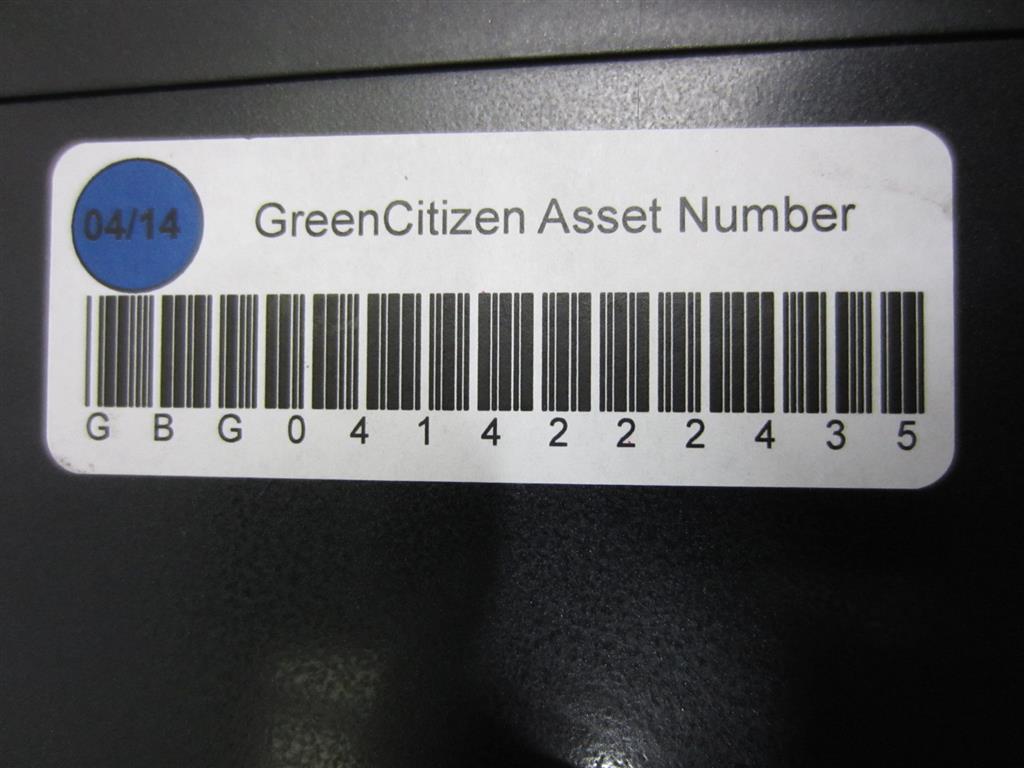 04/14
GreenCitizen Asset Number
G B G 0 4 1 4 2 2 2 4 3 5